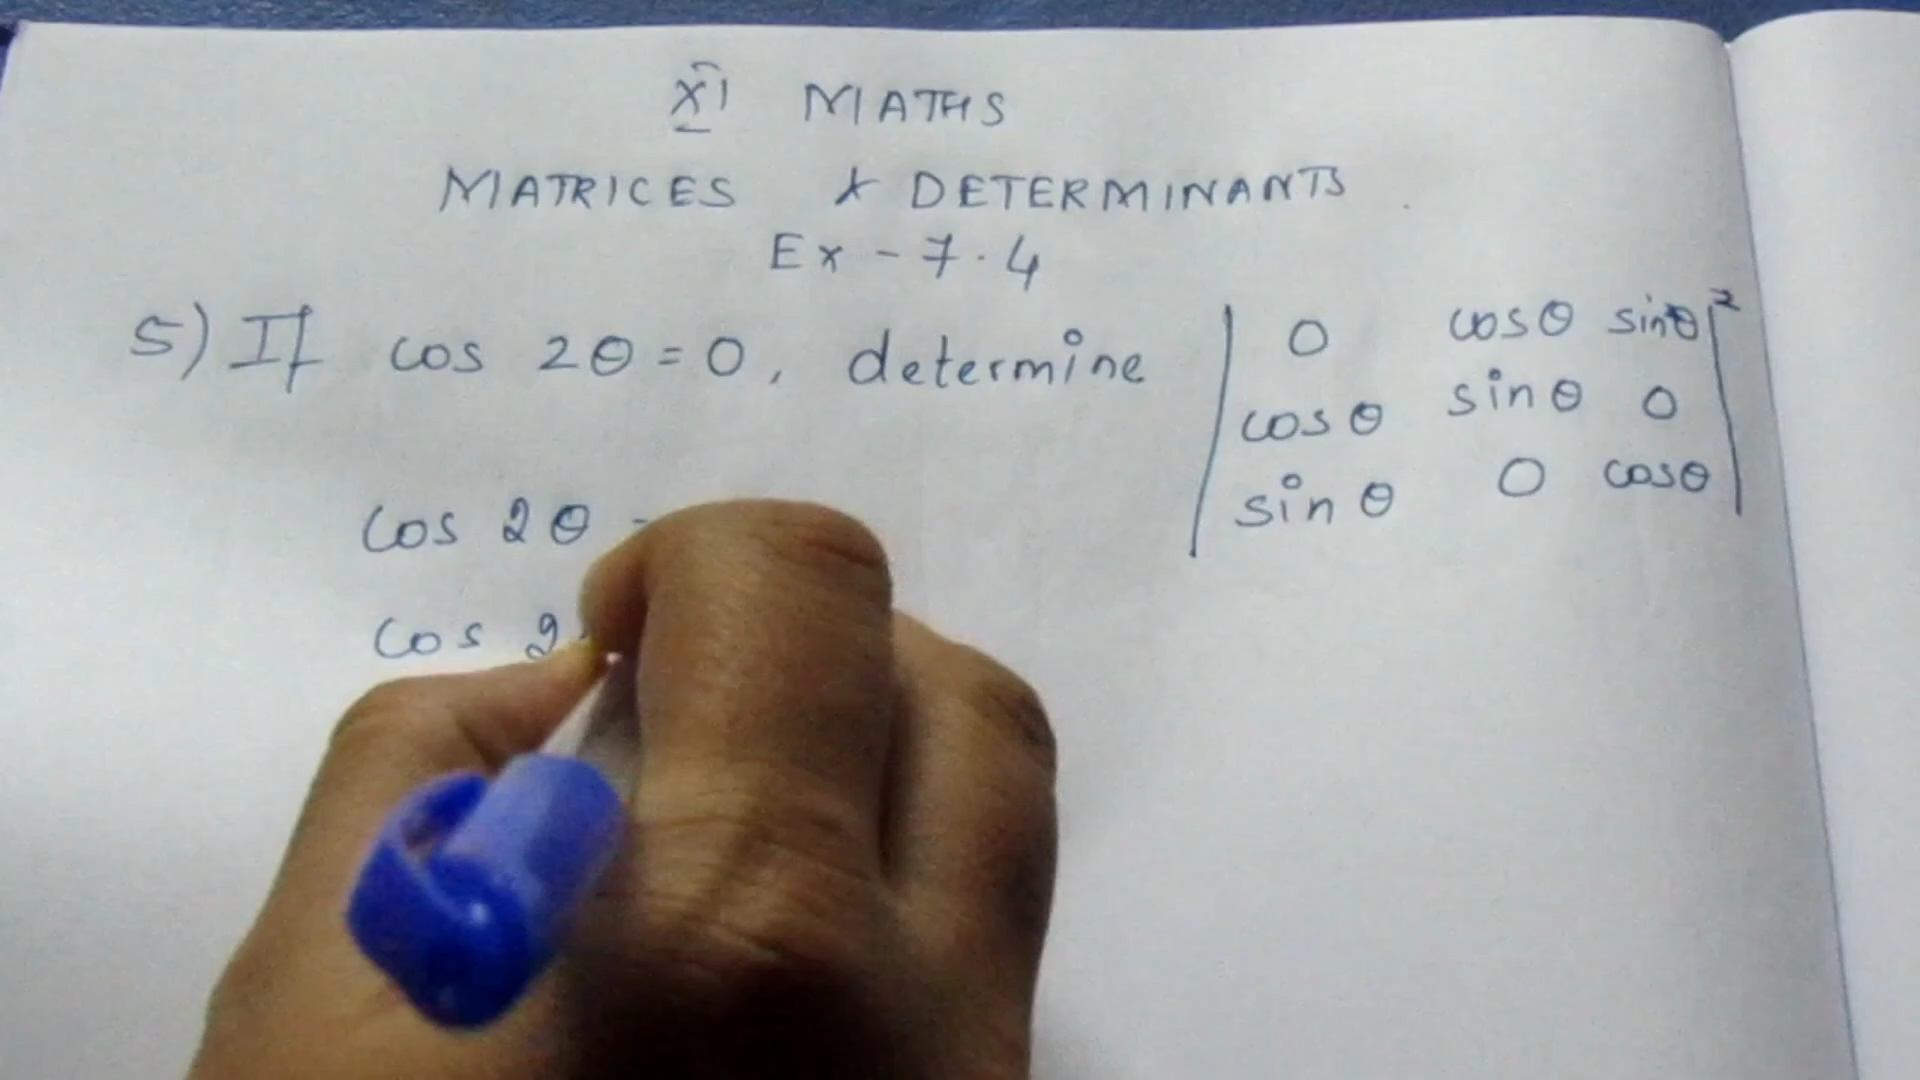 XI MATHS
MATRICES & DETERMINANTS
Ex - 7.4
5) If cos 2θ = 0, determine | 0 cosθ sinθ |²
| cosθ sinθ 0 |
| sinθ 0 cosθ |
cos 2θ =
cos 2